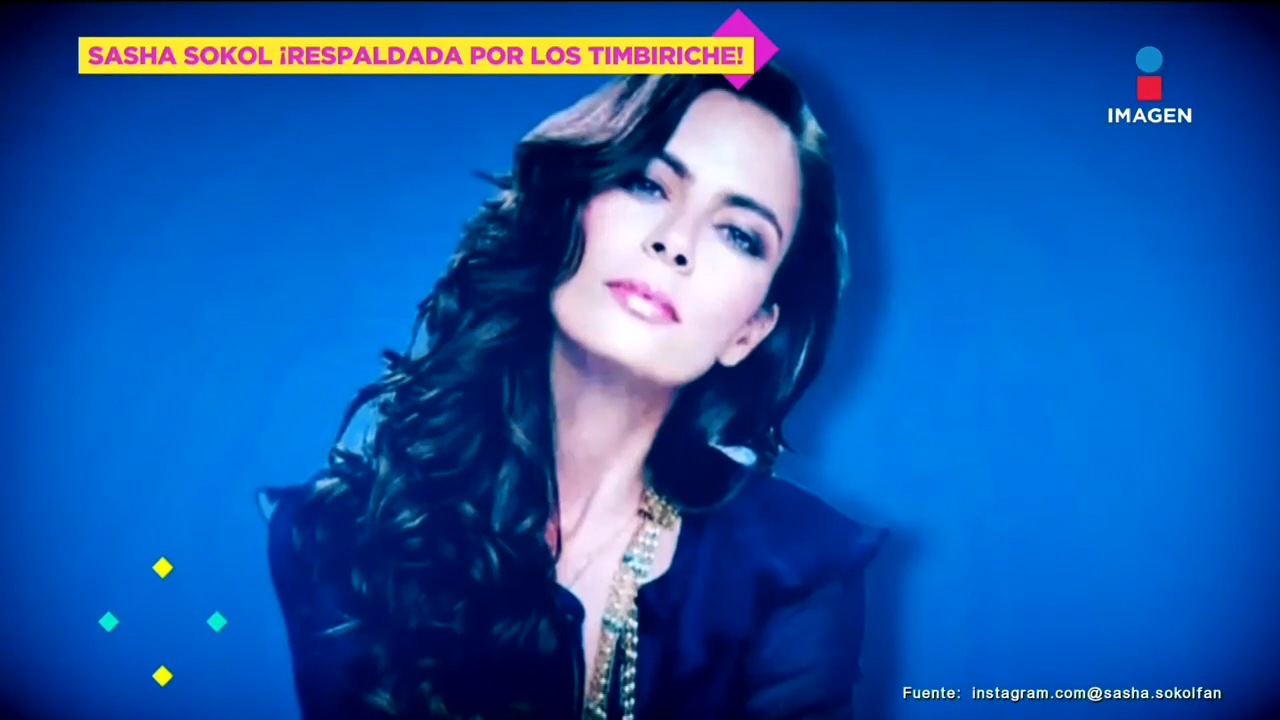 SASHA SOKOL ¡RESPALDADA POR LOS TIMBIRICHE!
IMAGEN
Fuente: instagram.com@sasha.sokolfan